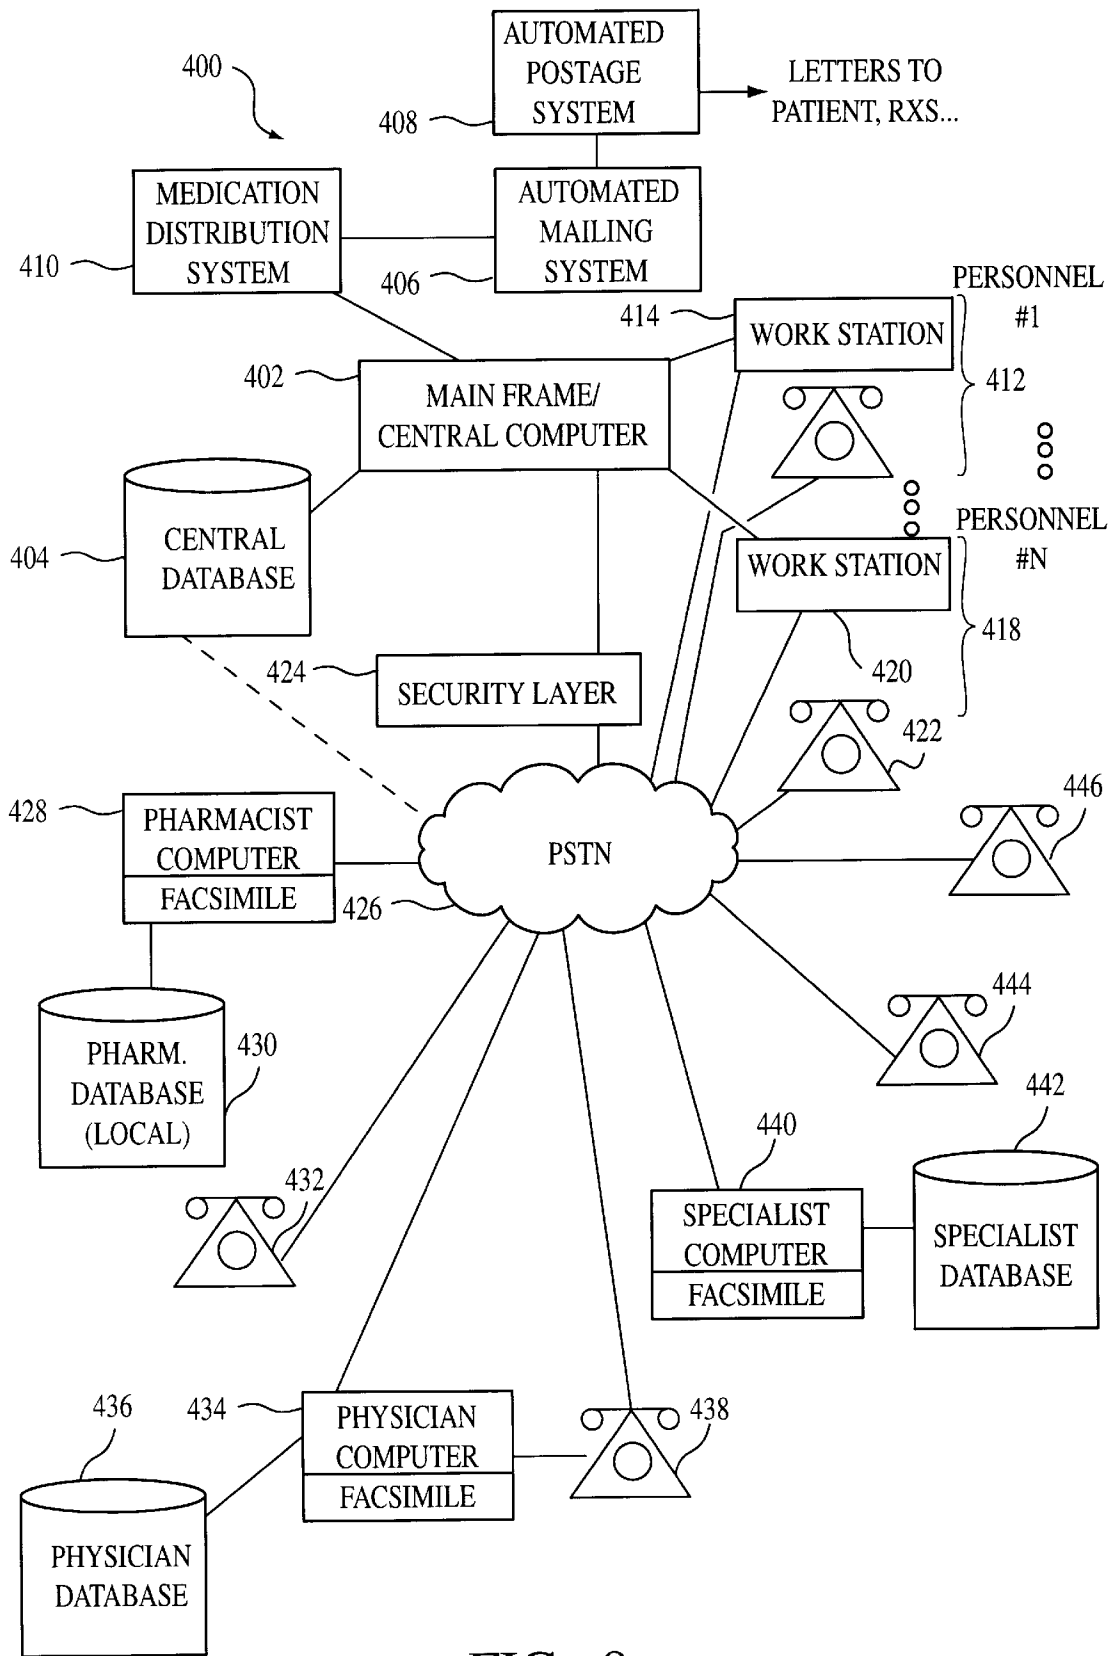 400
AUTOMATED
POSTAGE
SYSTEM
408
LETTERS TO
PATIENT, RXS...
MEDICATION
DISTRIBUTION
SYSTEM
410
AUTOMATED
MAILING
SYSTEM
406
PERSONNEL
#1
414
WORK STATION
412
402
MAIN FRAME/
CENTRAL COMPUTER
404
CENTRAL
DATABASE
PERSONNEL
#N
WORK STATION
418
420
424
SECURITY LAYER
422
446
428
PHARMACIST
COMPUTER
FACSIMILE
PSTN
426
444
PHARM.
DATABASE
(LOCAL)
430
442
440
432
SPECIALIST
COMPUTER
FACSIMILE
SPECIALIST
DATABASE
436
434
PHYSICIAN
COMPUTER
FACSIMILE
438
PHYSICIAN
DATABASE